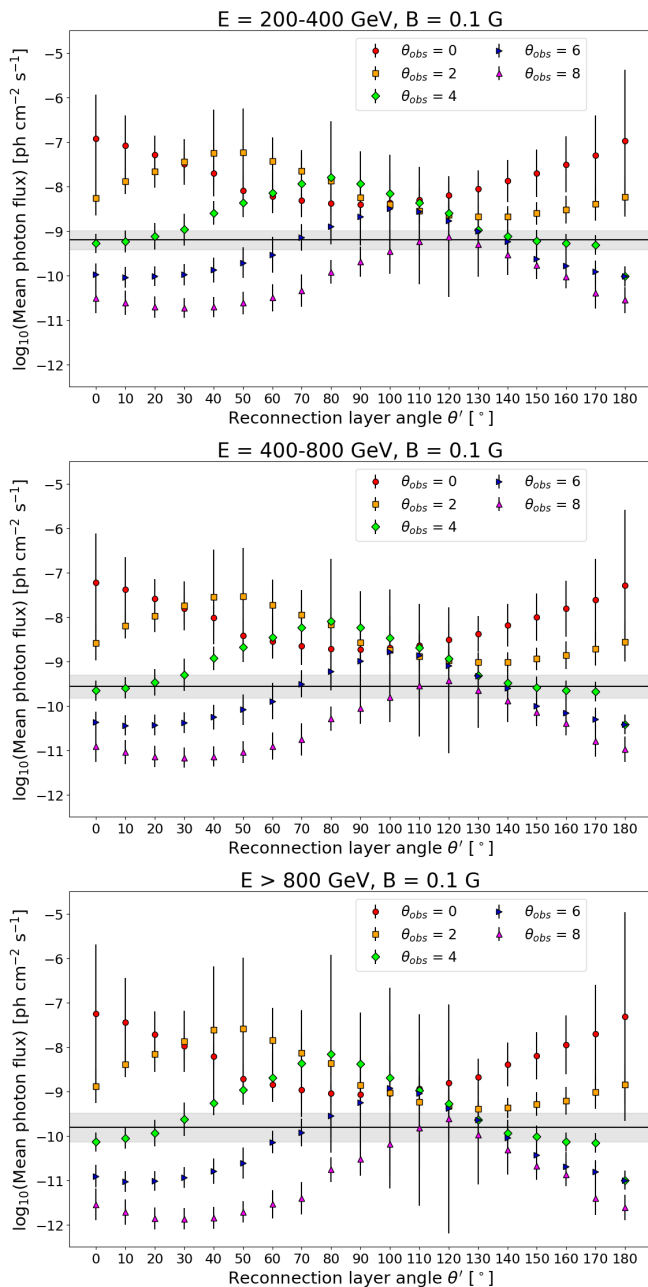 E = 200-400 GeV, B = 0.1 G
θobs = 0
θobs = 2
θobs = 4
θobs = 6
θobs = 8
log₁₀(Mean photon flux) [ph cm⁻² s⁻¹]
−5
−6
−7
−8
−9
−10
−11
−12
0 10 20 30 40 50 60 70 80 90 100 110 120 130 140 150 160 170 180
Reconnection layer angle θ′ [°]
E = 400-800 GeV, B = 0.1 G
θobs = 0
θobs = 2
θobs = 4
θobs = 6
θobs = 8
log₁₀(Mean photon flux) [ph cm⁻² s⁻¹]
−5
−6
−7
−8
−9
−10
−11
−12
0 10 20 30 40 50 60 70 80 90 100 110 120 130 140 150 160 170 180
Reconnection layer angle θ′ [°]
E > 800 GeV, B = 0.1 G
θobs = 0
θobs = 2
θobs = 4
θobs = 6
θobs = 8
log₁₀(Mean photon flux) [ph cm⁻² s⁻¹]
−5
−6
−7
−8
−9
−10
−11
−12
0 10 20 30 40 50 60 70 80 90 100 110 120 130 140 150 160 170 180
Reconnection layer angle θ′ [°]